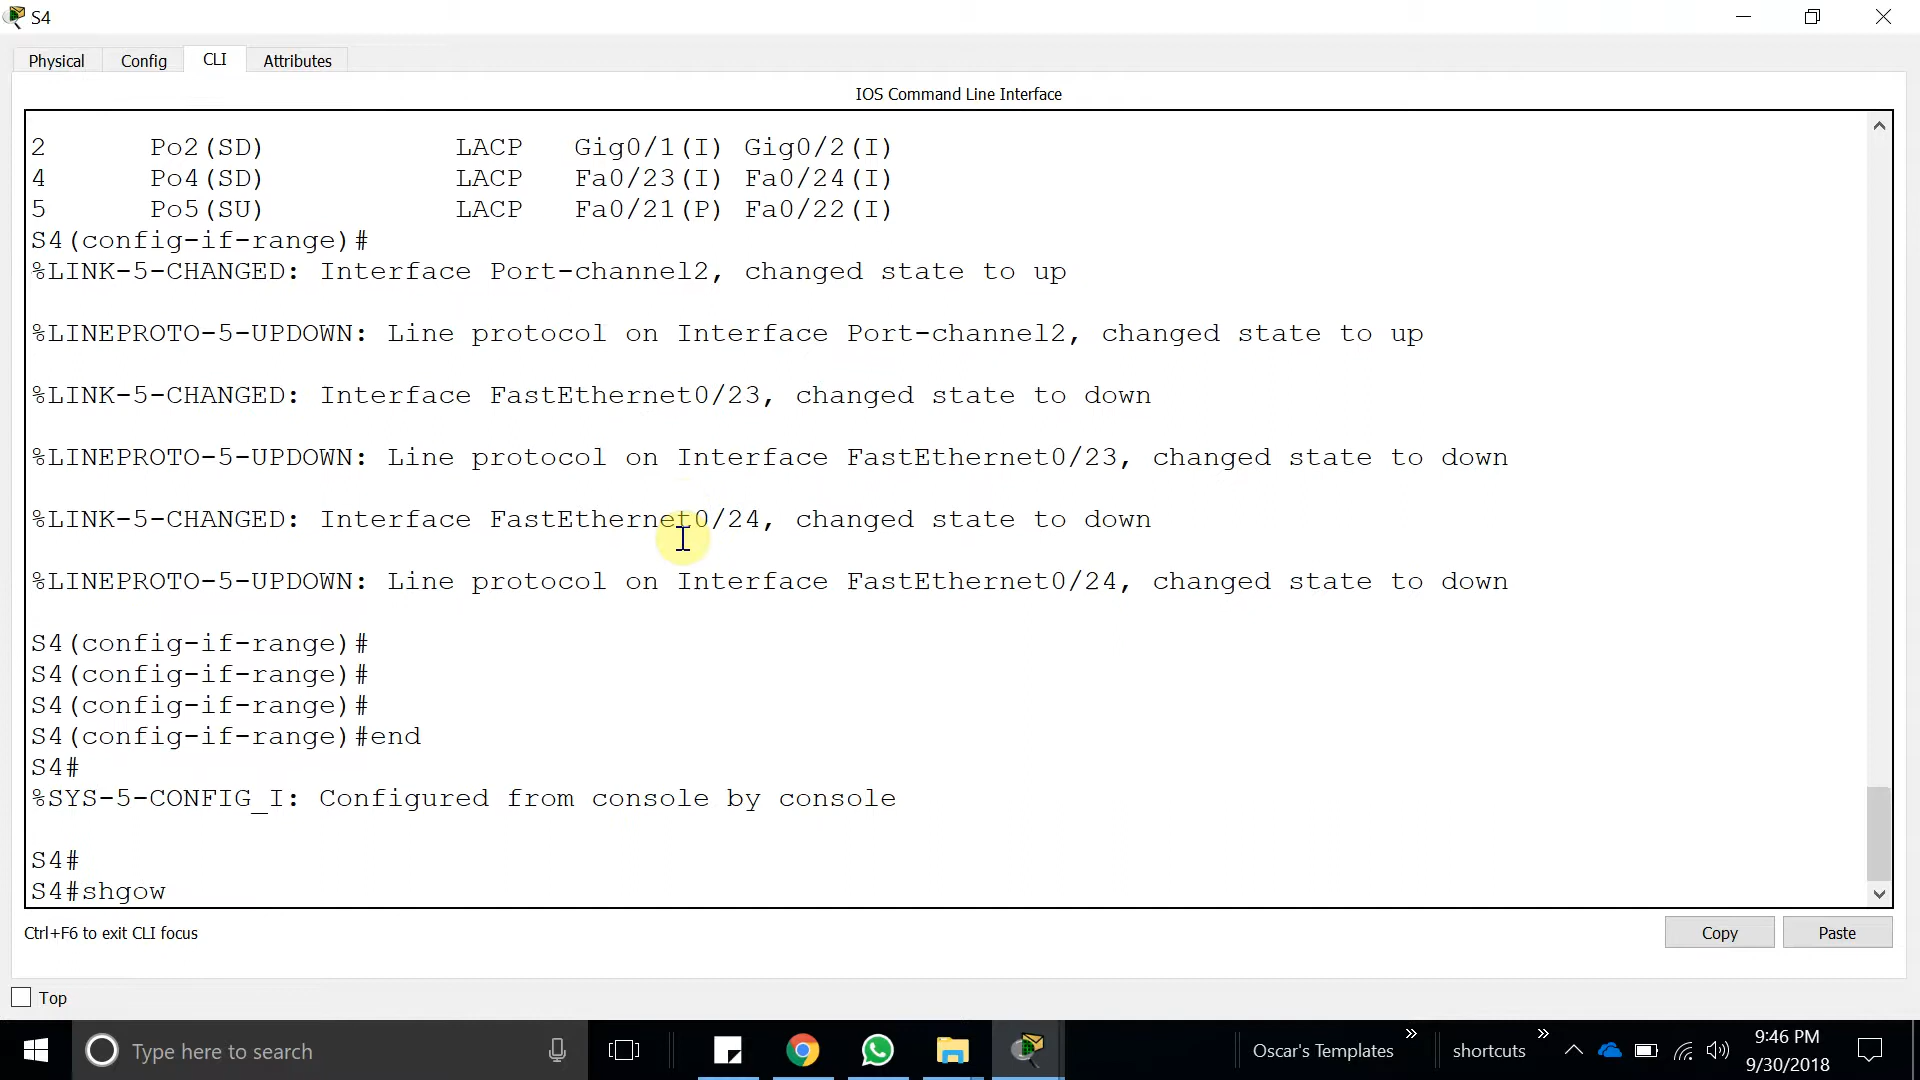 S4
Physical Config CLI Attributes
IOS Command Line Interface
2 Po2(SD) LACP Gig0/1(I) Gig0/2(I)
4 Po4(SD) LACP Fa0/23(I) Fa0/24(I)
5 Po5(SU) LACP Fa0/21(P) Fa0/22(I)
S4(config-if-range)#
%LINK-5-CHANGED: Interface Port-channel2, changed state to up
%LINEPROTO-5-UPDOWN: Line protocol on Interface Port-channel2, changed state to up
%LINK-5-CHANGED: Interface FastEthernet0/23, changed state to down
%LINEPROTO-5-UPDOWN: Line protocol on Interface FastEthernet0/23, changed state to down
%LINK-5-CHANGED: Interface FastEthernet0/24, changed state to down
%LINEPROTO-5-UPDOWN: Line protocol on Interface FastEthernet0/24, changed state to down
S4(config-if-range)#
S4(config-if-range)#
S4(config-if-range)#
S4(config-if-range)#end
S4#
%SYS-5-CONFIG_I: Configured from console by console
S4#
S4#shgow
Ctrl+F6 to exit CLI focus
Copy Paste
Top
Type here to search
Oscar's Templates »
shortcuts »
9:46 PM
9/30/2018